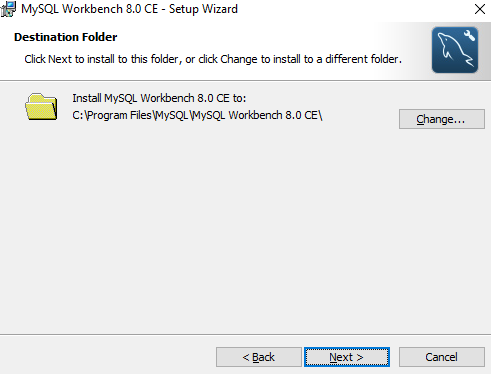 MySQL Workbench 8.0 CE - Setup Wizard
Destination Folder
Click Next to install to this folder, or click Change to install to a different folder.
Install MySQL Workbench 8.0 CE to:
C:\Program Files\MySQL\MySQL Workbench 8.0 CE\
Change...
< Back
Next >
Cancel